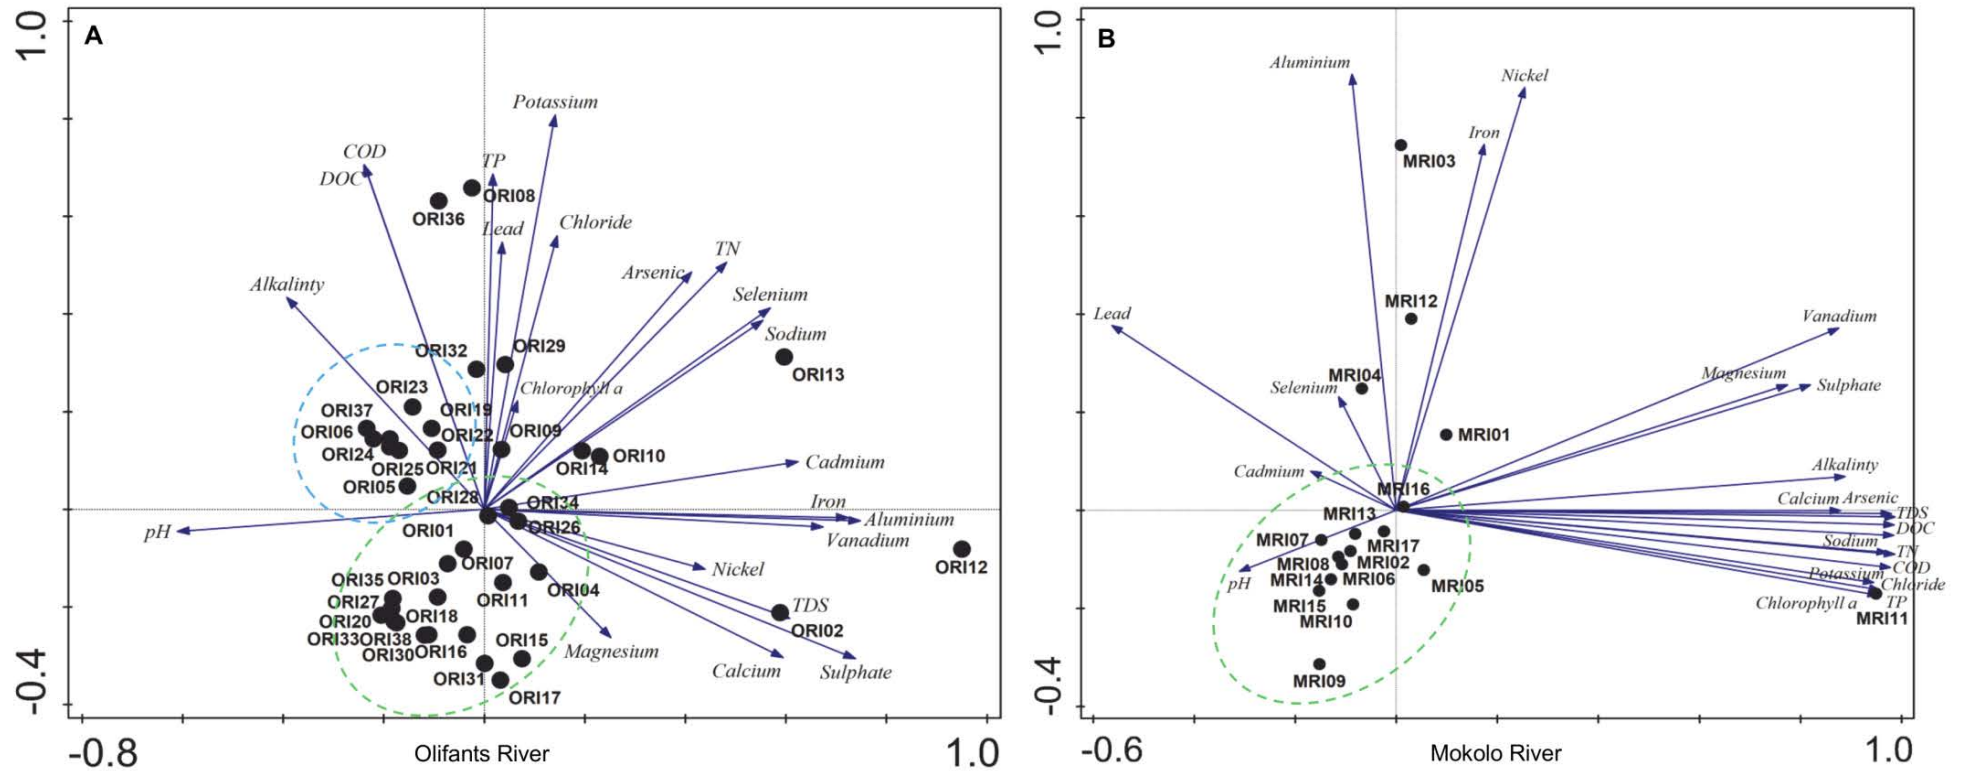 A
1.0
-0.4
-0.8
Olifants River
1.0
Potassium
COD
DOC
TP
ORI08
ORI36
Lead
Chloride
TN
Arsenic
Alkalinty
Selenium
Sodium
ORI32
ORI29
ORI13
ORI23
Chlorophyll a
ORI37
ORI19
ORI06
ORI22
ORI09
ORI24
ORI25
ORI21
ORI14
ORI10
Cadmium
ORI05
ORI28
ORI34
Iron
pH
ORI01
ORI26
Aluminium
Vanadium
ORI07
ORI12
Nickel
ORI35
ORI03
ORI04
ORI27
ORI11
ORI18
TDS
ORI20
ORI02
ORI33
ORI38
ORI15
ORI30
ORI16
Magnesium
Calcium
Sulphate
ORI31
ORI17
B
1.0
-0.4
-0.6
Mokolo River
1.0
Aluminium
Nickel
Iron
MRI03
MRI12
Lead
Vanadium
MRI04
Magnesium
Selenium
Sulphate
MRI01
Cadmium
Alkalinty
MRI16
Calcium
Arsenic
MRI13
TDS
DOC
MRI07
MRI17
Sodium
TN
MRI08
MRI02
COD
pH
MRI14
MRI06
Potassium
MRI05
Chloride
MRI15
Chlorophyll a
TP
MRI10
MRI11
MRI09